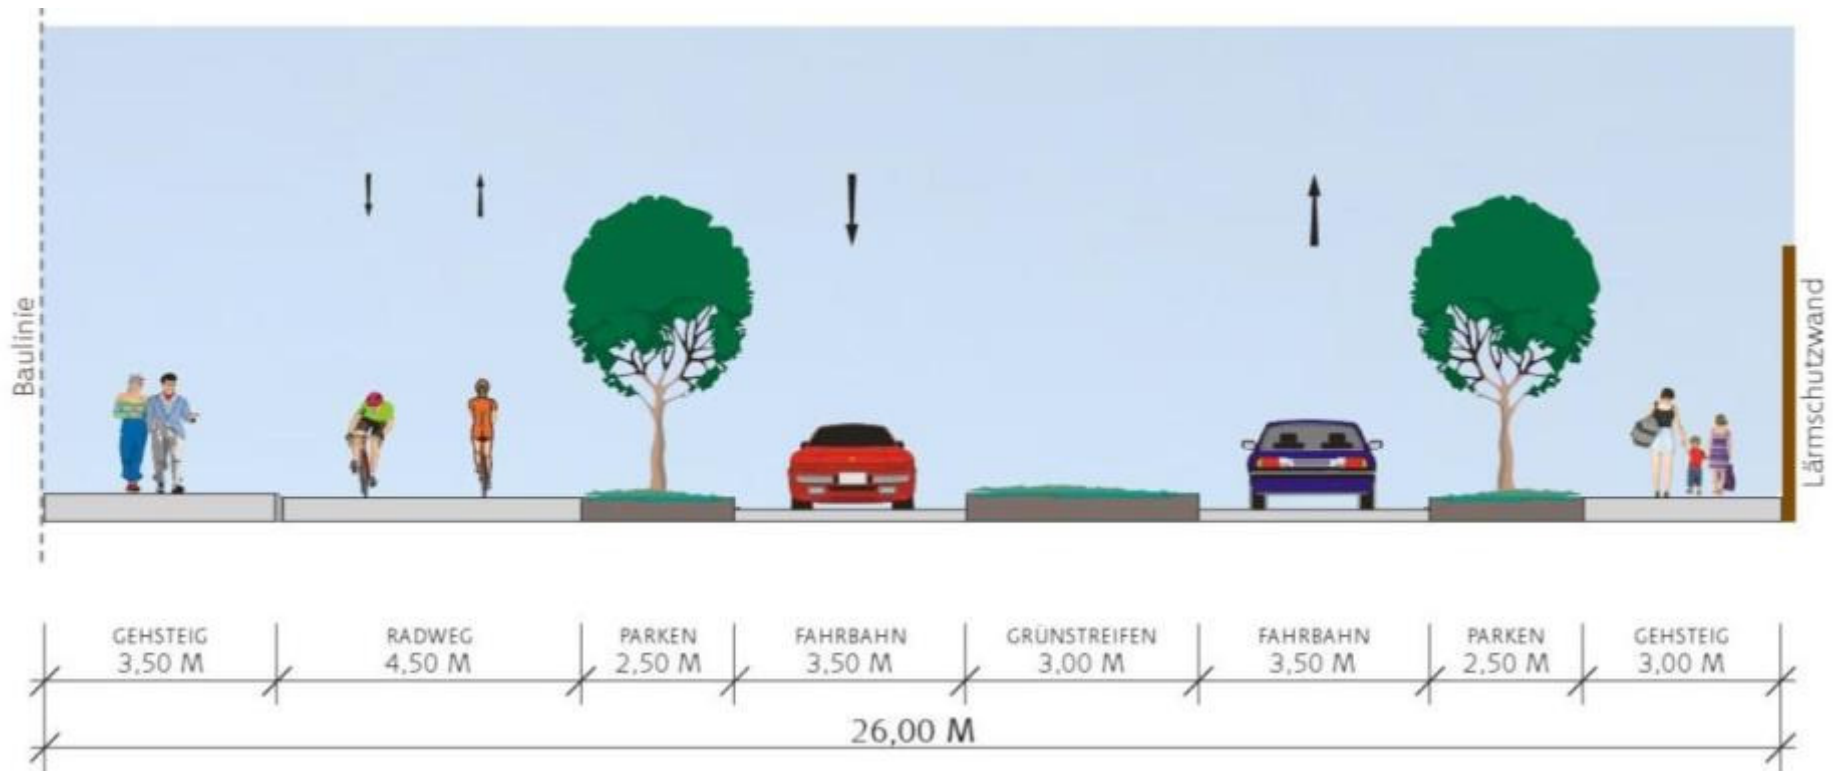 Baulinie
Lärmschutzwand
GEHSTEIG
3,50 M
RADWEG
4,50 M
PARKEN
2,50 M
FAHRBAHN
3,50 M
GRÜNSTREIFEN
3,00 M
FAHRBAHN
3,50 M
PARKEN
2,50 M
GEHSTEIG
3,00 M
26,00 M